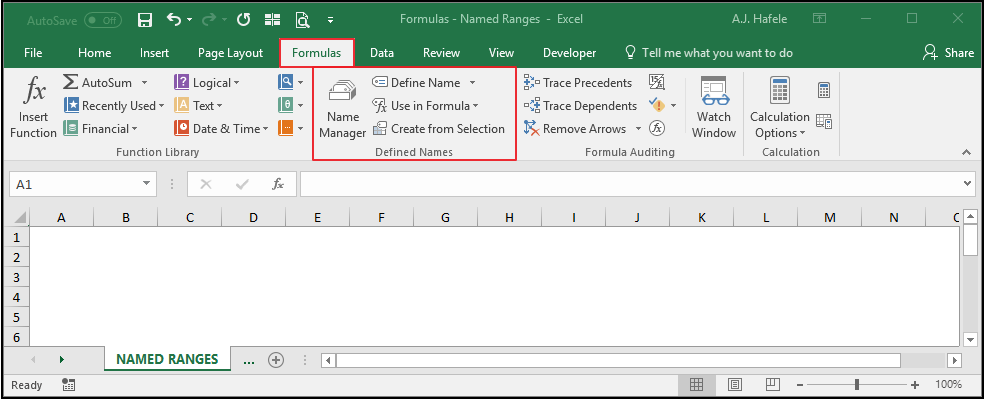 AutoSave Off Formulas - Named Ranges - Excel A.J. Hafele
File Home Insert Page Layout Formulas Data Review View Developer Tell me what you want to do Share
fx Σ AutoSum Logical Define Name Trace Precedents
Insert Function Recently Used Text Name Manager Use in Formula Trace Dependents Watch Window Calculation Options
Financial Date & Time Create from Selection Remove Arrows fx
Function Library Defined Names Formula Auditing Calculation
A1 fx
A B C D E F G H I J K L M N
1
2
3
4
5
6
NAMED RANGES ...
Ready 100%